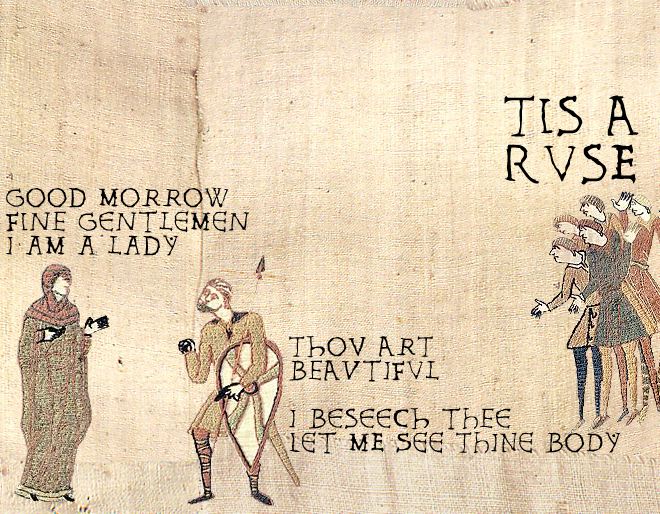 GOOD MORROW
FINE GENTLEMEN
I AM A LADY
THOV ART
BEAVTIFVL
I BESEECH THEE
LET ME SEE THINE BODY
TIS A
RVSE